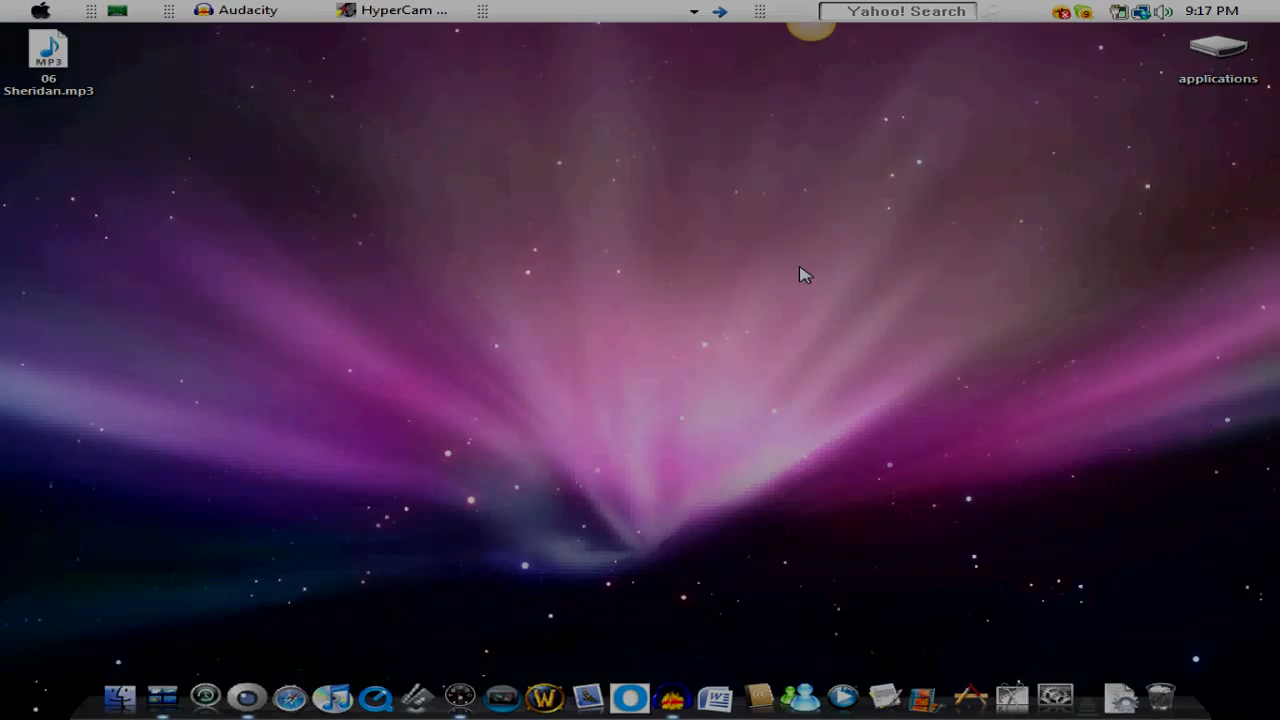 Audacity
HyperCam ...
Yahoo! Search
9:17 PM
MP3
06
Sheridan.mp3
applications